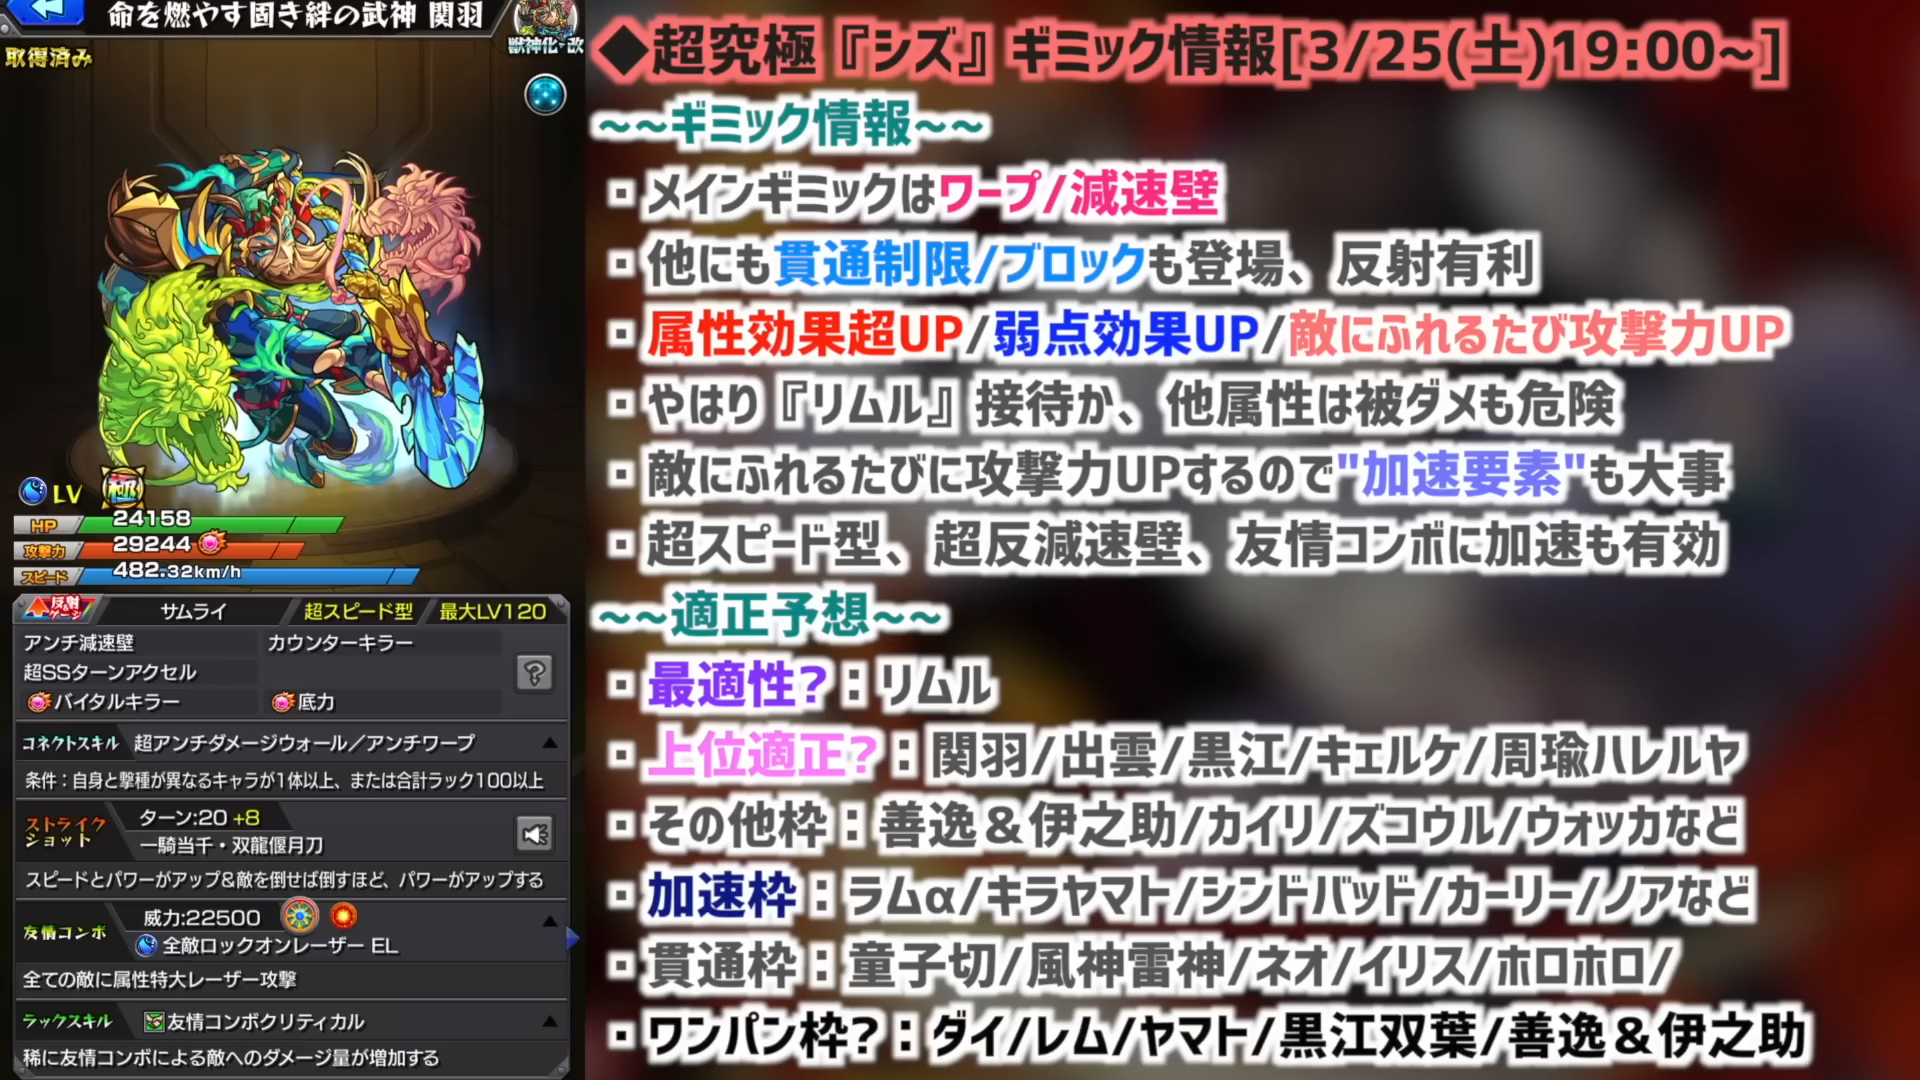 命を燃やす固き絆の武神 関羽
獣神化・改
取得済み
LV
極
HP 24158
攻撃力 29244
スピード 482.32km/h
反射 ゲージ サムライ 超スピード型 最大LV120
アンチ減速壁 カウンターキラー
超SSターンアクセル
バイタルキラー 底力
?
コネクトスキル 超アンチダメージウォール／アンチワープ
条件：自身と撃種が異なるキャラが1体以上、または合計ラック100以上
ストライクショット ターン:20 +8
一騎当千・双龍偃月刀
スピードとパワーがアップ&敵を倒せば倒すほど、パワーがアップする
友情コンボ 威力:22500
全敵ロックオンレーザー EL
全ての敵に属性特大レーザー攻撃
ラックスキル 友情コンボクリティカル
稀に友情コンボによる敵へのダメージ量が増加する
◆超究極『シズ』ギミック情報[3/25(土)19:00~]
~~ギミック情報~~
・メインギミックはワープ/減速壁
・他にも貫通制限/ブロックも登場、反射有利
・属性効果超UP/弱点効果UP/敵にふれるたび攻撃力UP
・やはり『リムル』接待か、他属性は被ダメも危険
・敵にふれるたびに攻撃力UPするので"加速要素"も大事
・超スピード型、超反減速壁、友情コンボに加速も有効
~~適正予想~~
・最適性?：リムル
・上位適正?：関羽/出雲/黒江/キェルケ/周瑜ハレルヤ
・その他枠：善逸＆伊之助/カイリ/ズコウル/ウォッカなど
・加速枠：ラムα/キラヤマト/シンドバッド/カーリー/ノアなど
・貫通枠：童子切/風神雷神/ネオ/イリス/ホロホロ/
・ワンパン枠?：ダイ/レム/ヤマト/黒江双葉/善逸＆伊之助